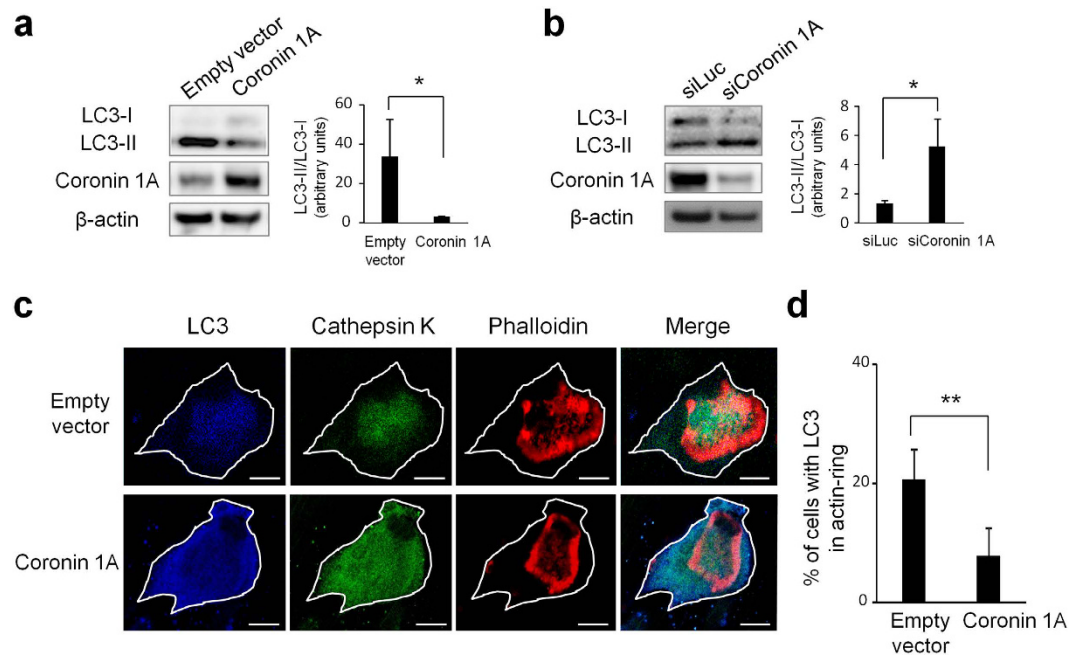 a
Empty vector
Coronin 1A
LC3-I
LC3-II
Coronin 1A
β-actin
LC3-II/LC3-I
(arbitrary units)
60
40
20
0
*
Empty
vector
Coronin 1A
b
siLuc
siCoronin 1A
LC3-I
LC3-II
Coronin 1A
β-actin
LC3-II/LC3-I
(arbitrary units)
8
6
4
2
0
*
siLuc
siCoronin 1A
c
LC3
Cathepsin K
Phalloidin
Merge
Empty
vector
Coronin 1A
d
% of cells with LC3
in actin-ring
40
20
0
**
Empty
vector
Coronin 1A